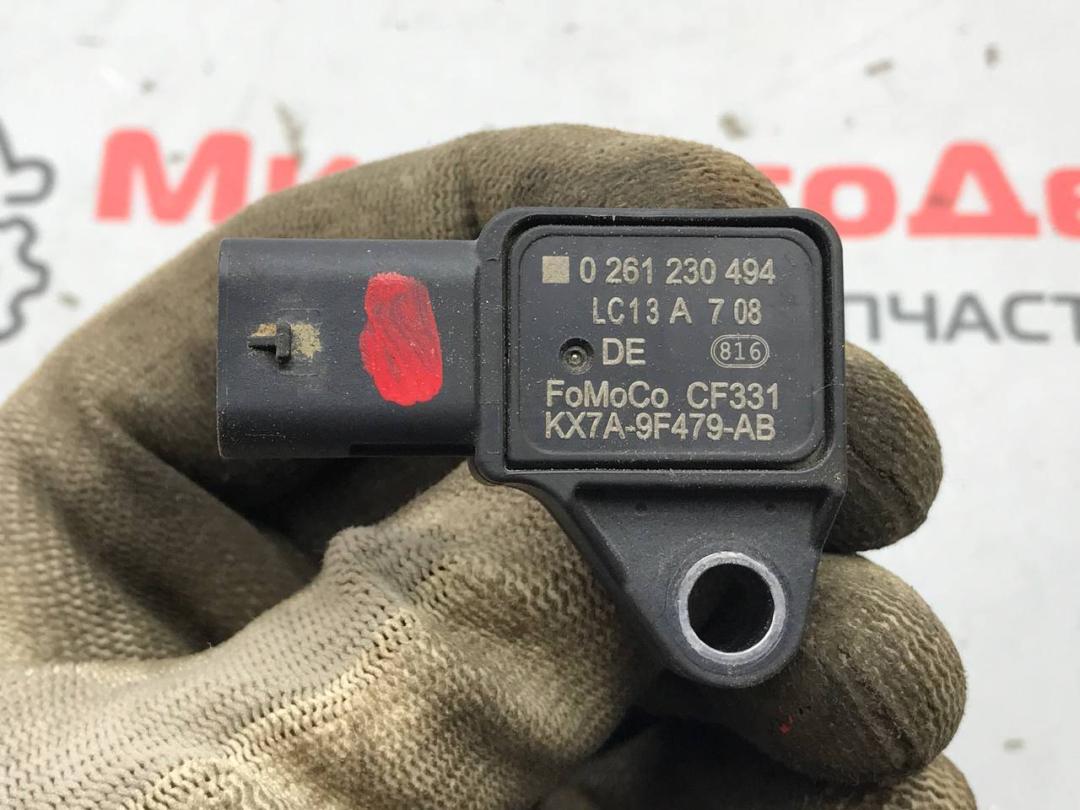 0 261 230 494
LC13 A 7 08
DE 816
FoMoCo CF331
KX7A-9F479-AB